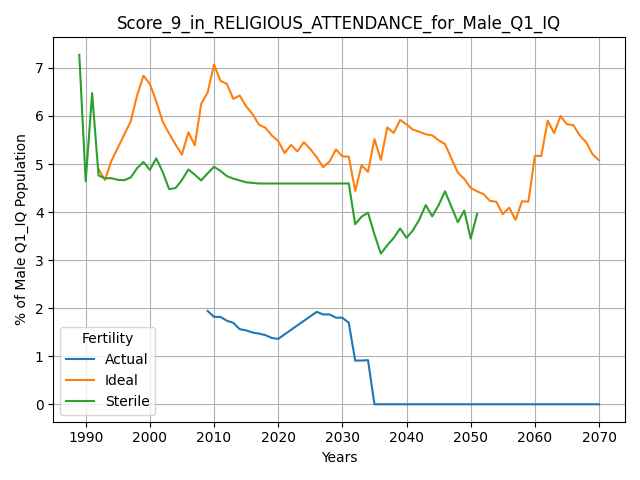 Score_9_in_RELIGIOUS_ATTENDANCE_for_Male_Q1_IQ
% of Male Q1_IQ Population
7
6
5
4
3
2
1
0
Fertility
Actual
Ideal
Sterile
1990 2000 2010 2020 2030 2040 2050 2060 2070
Years